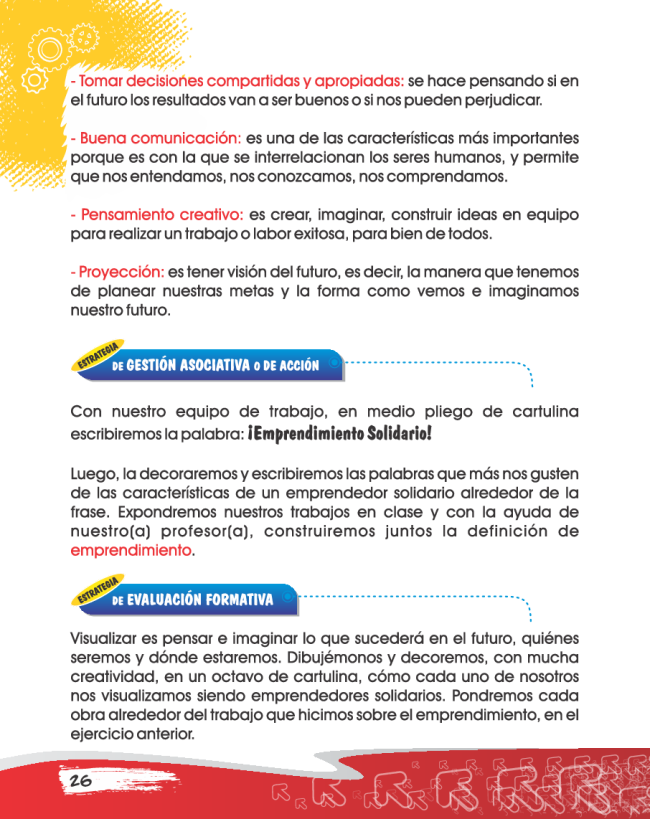 - Tomar decisiones compartidas y apropiadas: se hace pensando si en
el futuro los resultados van a ser buenos o si nos pueden perjudicar.
- Buena comunicación: es una de las características más importantes
porque es con la que se interrelacionan los seres humanos, y permite
que nos entendamos, nos conozcamos, nos comprendamos.
- Pensamiento creativo: es crear, imaginar, construir ideas en equipo
para realizar un trabajo o labor exitosa, para bien de todos.
- Proyección: es tener visión del futuro, es decir, la manera que tenemos
de planear nuestras metas y la forma como vemos e imaginamos
nuestro futuro.
ESTRATEGIA
DE GESTIÓN ASOCIATIVA O DE ACCIÓN
Con nuestro equipo de trabajo, en medio pliego de cartulina
escribiremos la palabra: ¡Emprendimiento Solidario!
Luego, la decoraremos y escribiremos las palabras que más nos gusten
de las características de un emprendedor solidario alrededor de la
frase. Expondremos nuestros trabajos en clase y con la ayuda de
nuestro(a) profesor(a), construiremos juntos la definición de
emprendimiento.
ESTRATEGIA
DE EVALUACIÓN FORMATIVA
Visualizar es pensar e imaginar lo que sucederá en el futuro, quiénes
seremos y dónde estaremos. Dibujémonos y decoremos, con mucha
creatividad, en un octavo de cartulina, cómo cada uno de nosotros
nos visualizamos siendo emprendedores solidarios. Pondremos cada
obra alrededor del trabajo que hicimos sobre el emprendimiento, en el
ejercicio anterior.
26